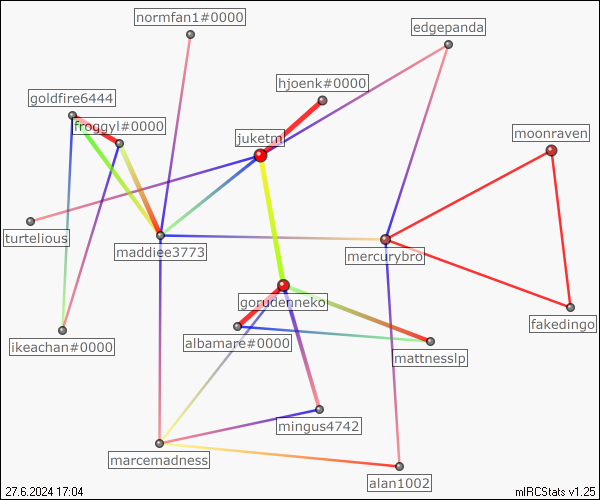 normfan1#0000
edgepanda
hjoenk#0000
goldfire6444
froggyl#0000
moonraven
juketm
turtelious
maddiee3773
mercurybro
gorudenneko
fakedingo
albamare#0000
ikeachan#0000
mattnesslp
mingus4742
marcemadness
alan1002
27.6.2024 17:04
mIRCStats v1.25